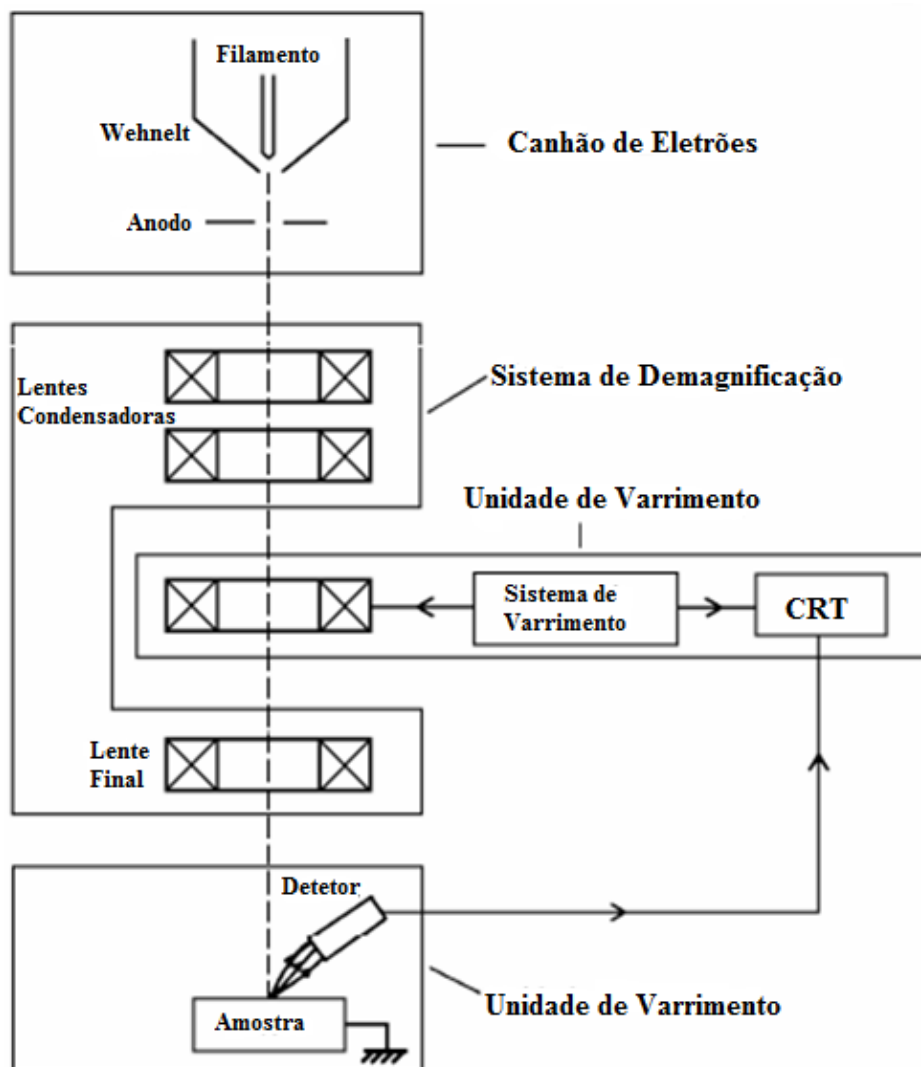 Filamento
Wehnelt
Canhão de Eletrões
Anodo
Lentes
Condensadoras
Sistema de Demagnificação
Unidade de Varrimento
Sistema de
Varrimento
CRT
Lente
Final
Detetor
Amostra
Unidade de Varrimento